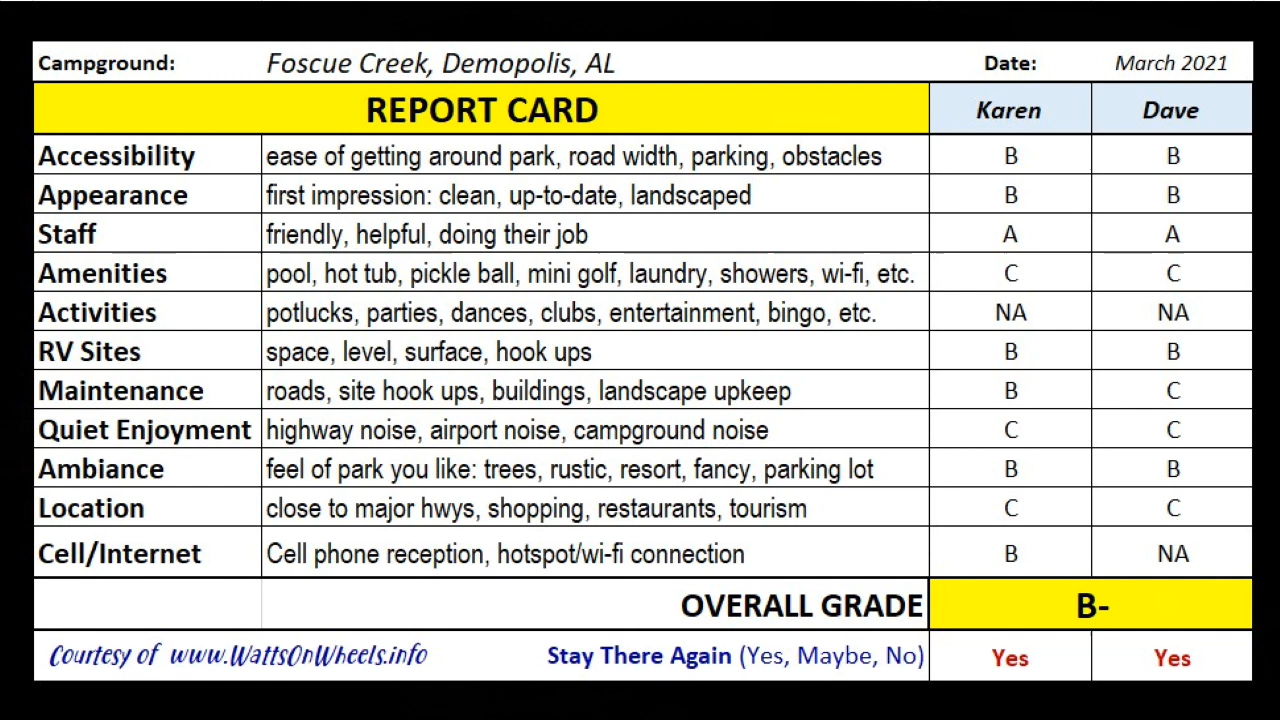 Campground: Foscue Creek, Demopolis, AL Date: March 2021
REPORT CARD Karen Dave
Accessibility ease of getting around park, road width, parking, obstacles B B
Appearance first impression: clean, up-to-date, landscaped B B
Staff friendly, helpful, doing their job A A
Amenities pool, hot tub, pickle ball, mini golf, laundry, showers, wi-fi, etc. C C
Activities potlucks, parties, dances, clubs, entertainment, bingo, etc. NA NA
RV Sites space, level, surface, hook ups B B
Maintenance roads, site hook ups, buildings, landscape upkeep B C
Quiet Enjoyment highway noise, airport noise, campground noise C C
Ambiance feel of park you like: trees, rustic, resort, fancy, parking lot B B
Location close to major hwys, shopping, restaurants, tourism C C
Cell/Internet Cell phone reception, hotspot/wi-fi connection B NA
OVERALL GRADE B-
Courtesy of www.WattsOnWheels.info Stay There Again (Yes, Maybe, No) Yes Yes